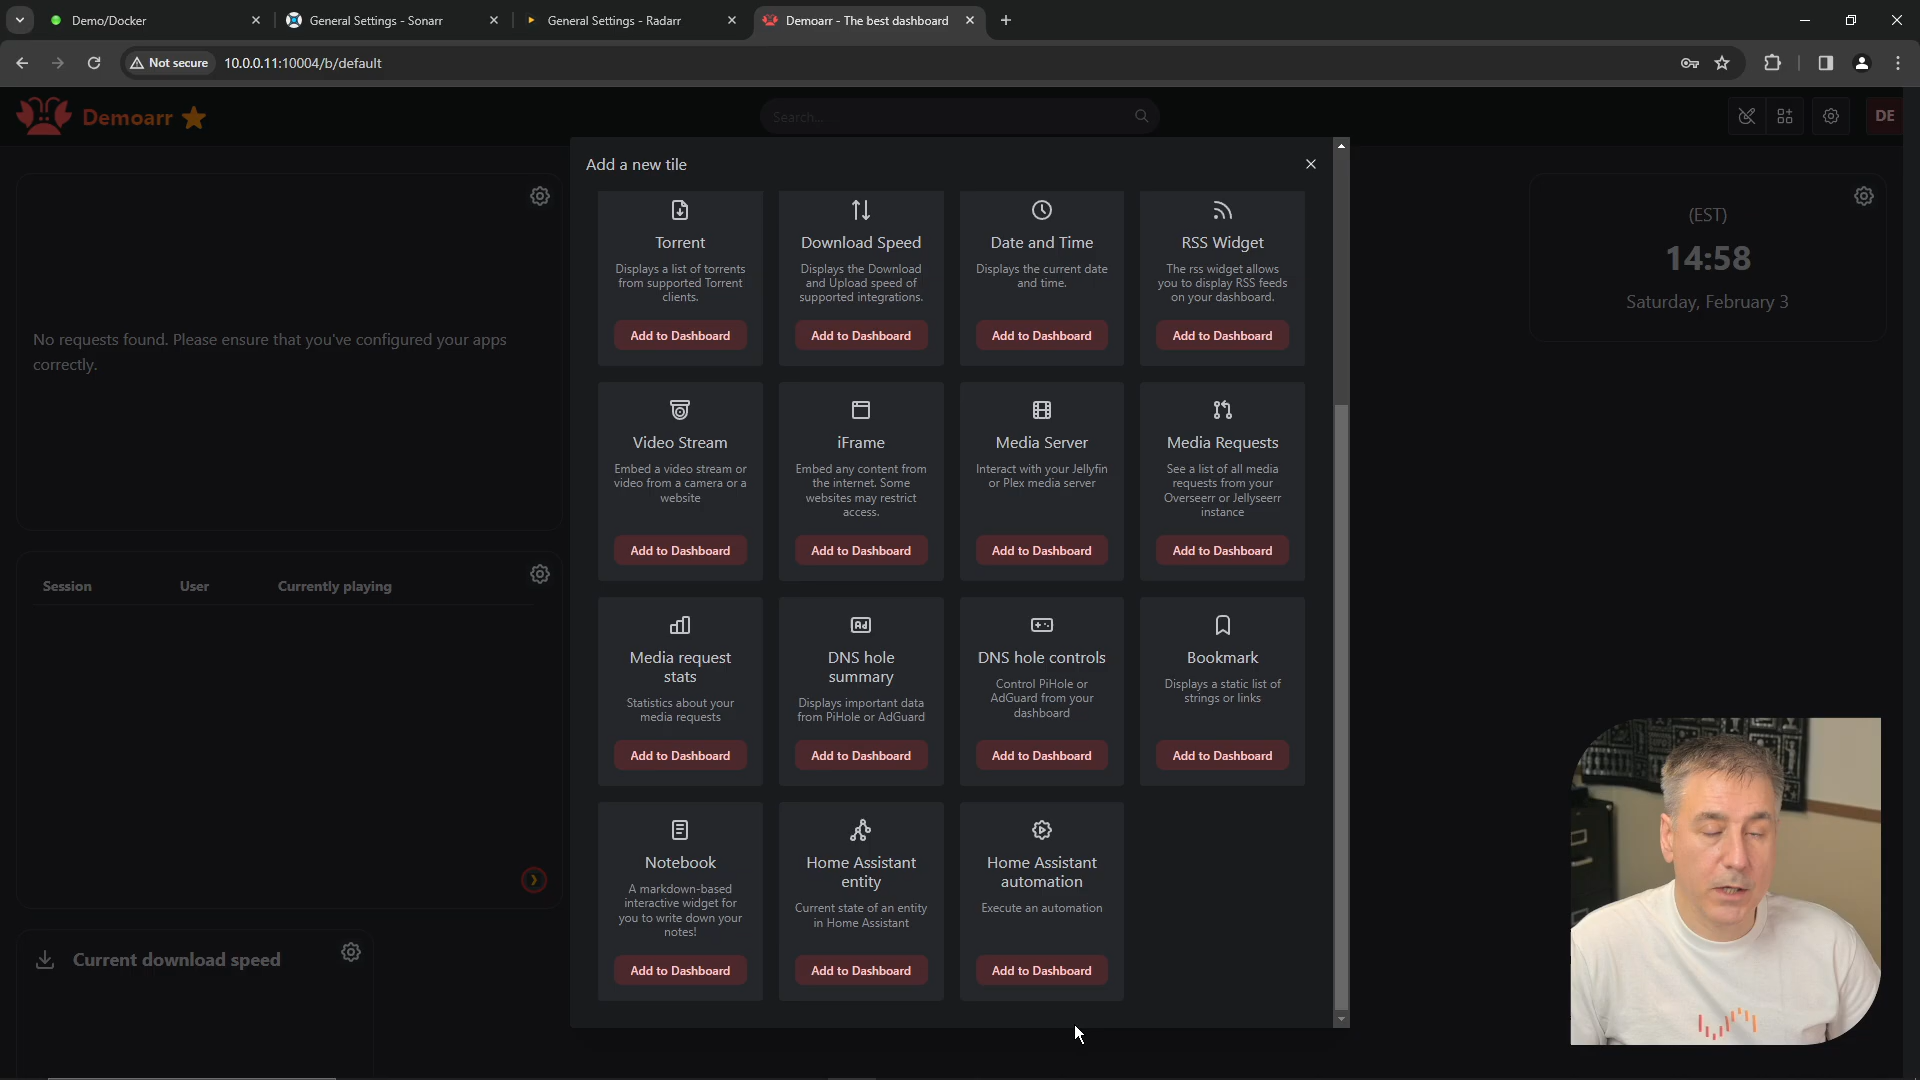 Demo/Docker
General Settings - Sonarr
General Settings - Radarr
Demoarr - The best dashboard
Not secure
10.0.0.11:10004/b/default
Demoarr
Search...
DE
Add a new tile
Torrent
Displays a list of torrents
from supported Torrent
clients.
Add to Dashboard
Download Speed
Displays the Download
and Upload speed of
supported integrations.
Add to Dashboard
Date and Time
Displays the current date
and time.
Add to Dashboard
RSS Widget
The rss widget allows
you to display RSS feeds
on your dashboard.
Add to Dashboard
Video Stream
Embed a video stream or
video from a camera or a
website
Add to Dashboard
iFrame
Embed any content from
the internet. Some
websites may restrict
access.
Add to Dashboard
Media Server
Interact with your Jellyfin
or Plex media server
Add to Dashboard
Media Requests
See a list of all media
requests from your
Overseerr or Jellyseerr
instance
Add to Dashboard
Media request
stats
Statistics about your
media requests
Add to Dashboard
Ad
DNS hole
summary
Displays important data
from PiHole or AdGuard
Add to Dashboard
DNS hole controls
Control PiHole or
AdGuard from your
dashboard
Add to Dashboard
Bookmark
Displays a static list of
strings or links
Add to Dashboard
Notebook
A markdown-based
interactive widget for
you to write down your
notes!
Add to Dashboard
Home Assistant
entity
Current state of an entity
in Home Assistant
Add to Dashboard
Home Assistant
automation
Execute an automation
Add to Dashboard
No requests found. Please ensure that you've configured your apps
correctly.
Session User Currently playing
Current download speed
(EST)
14:58
Saturday, February 3